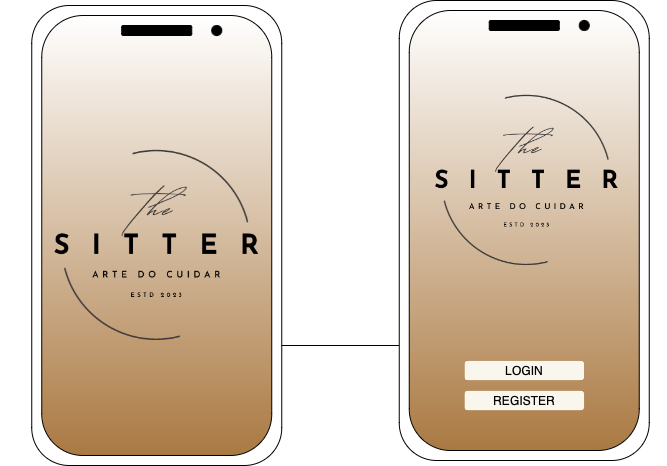 the
SITTER
ARTE DO CUIDAR
ESTD 2023
the
SITTER
ARTE DO CUIDAR
ESTD 2023
LOGIN
REGISTER